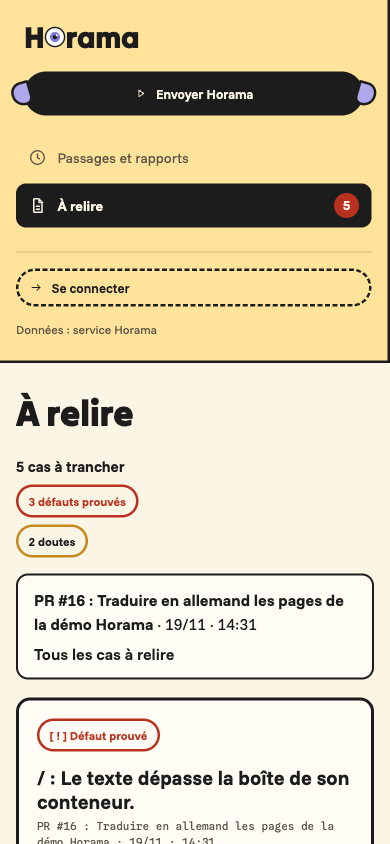 Horama
Envoyer Horama
Passages et rapports
À relire
5
Se connecter
Données : service Horama
À relire
5 cas à trancher
3 défauts prouvés
2 doutes
PR #16 : Traduire en allemand les pages de
la démo Horama · 19/11 · 14:31
Tous les cas à relire
[!] Défaut prouvé
/ : Le texte dépasse la boîte de son
conteneur.
PR #16 : Traduire en allemand les pages de la
démo Horama · 19/11 · 14:31